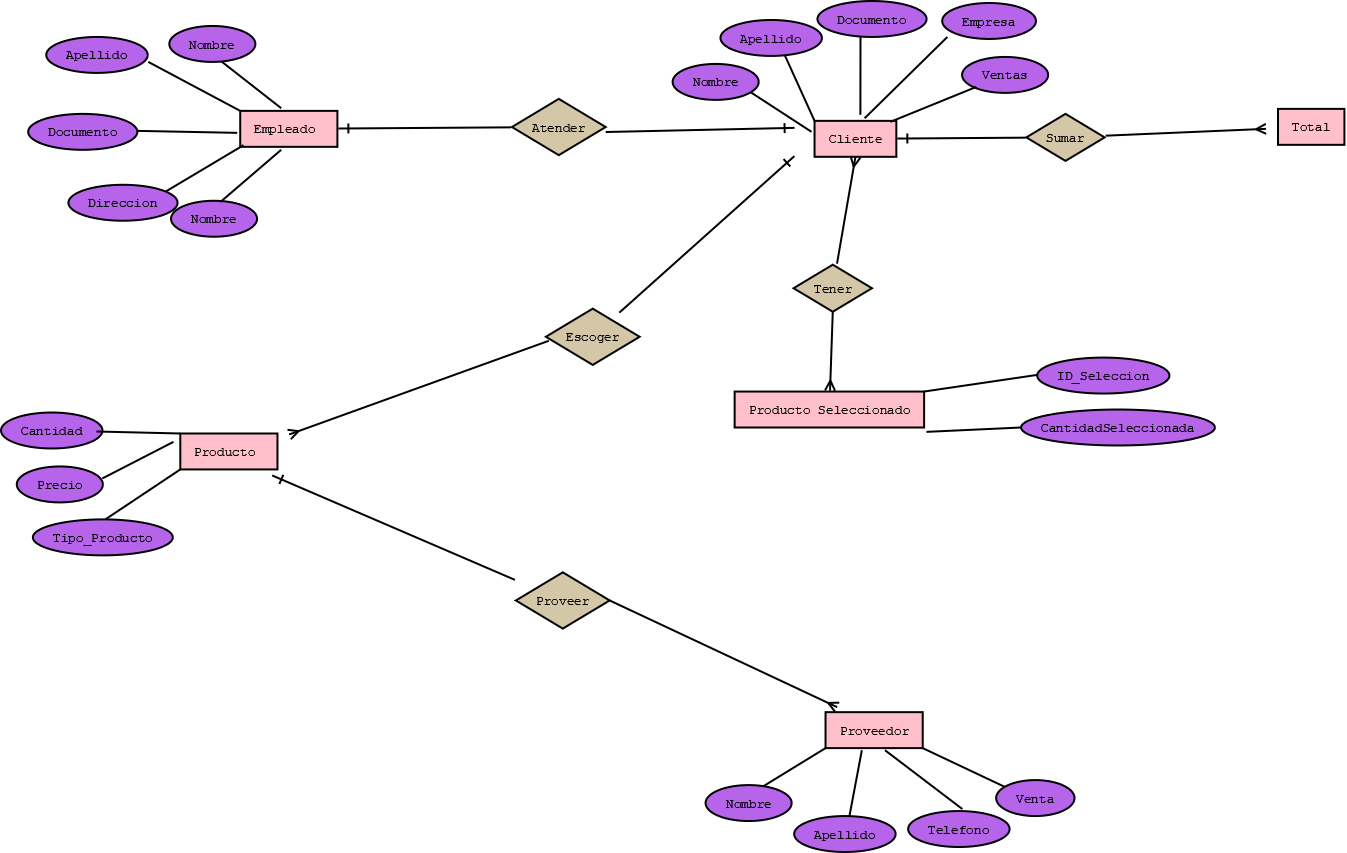 Documento
Empresa
Apellido
Nombre
Apellido
Ventas
Nombre
Empleado
Atender
Total
Documento
Cliente
Sumar
Direccion
Nombre
Tener
Escoger
ID_Seleccion
Producto Seleccionado
Cantidad
CantidadSeleccionada
Producto
Precio
Tipo_Producto
Proveer
Proveedor
Venta
Nombre
Telefono
Apellido